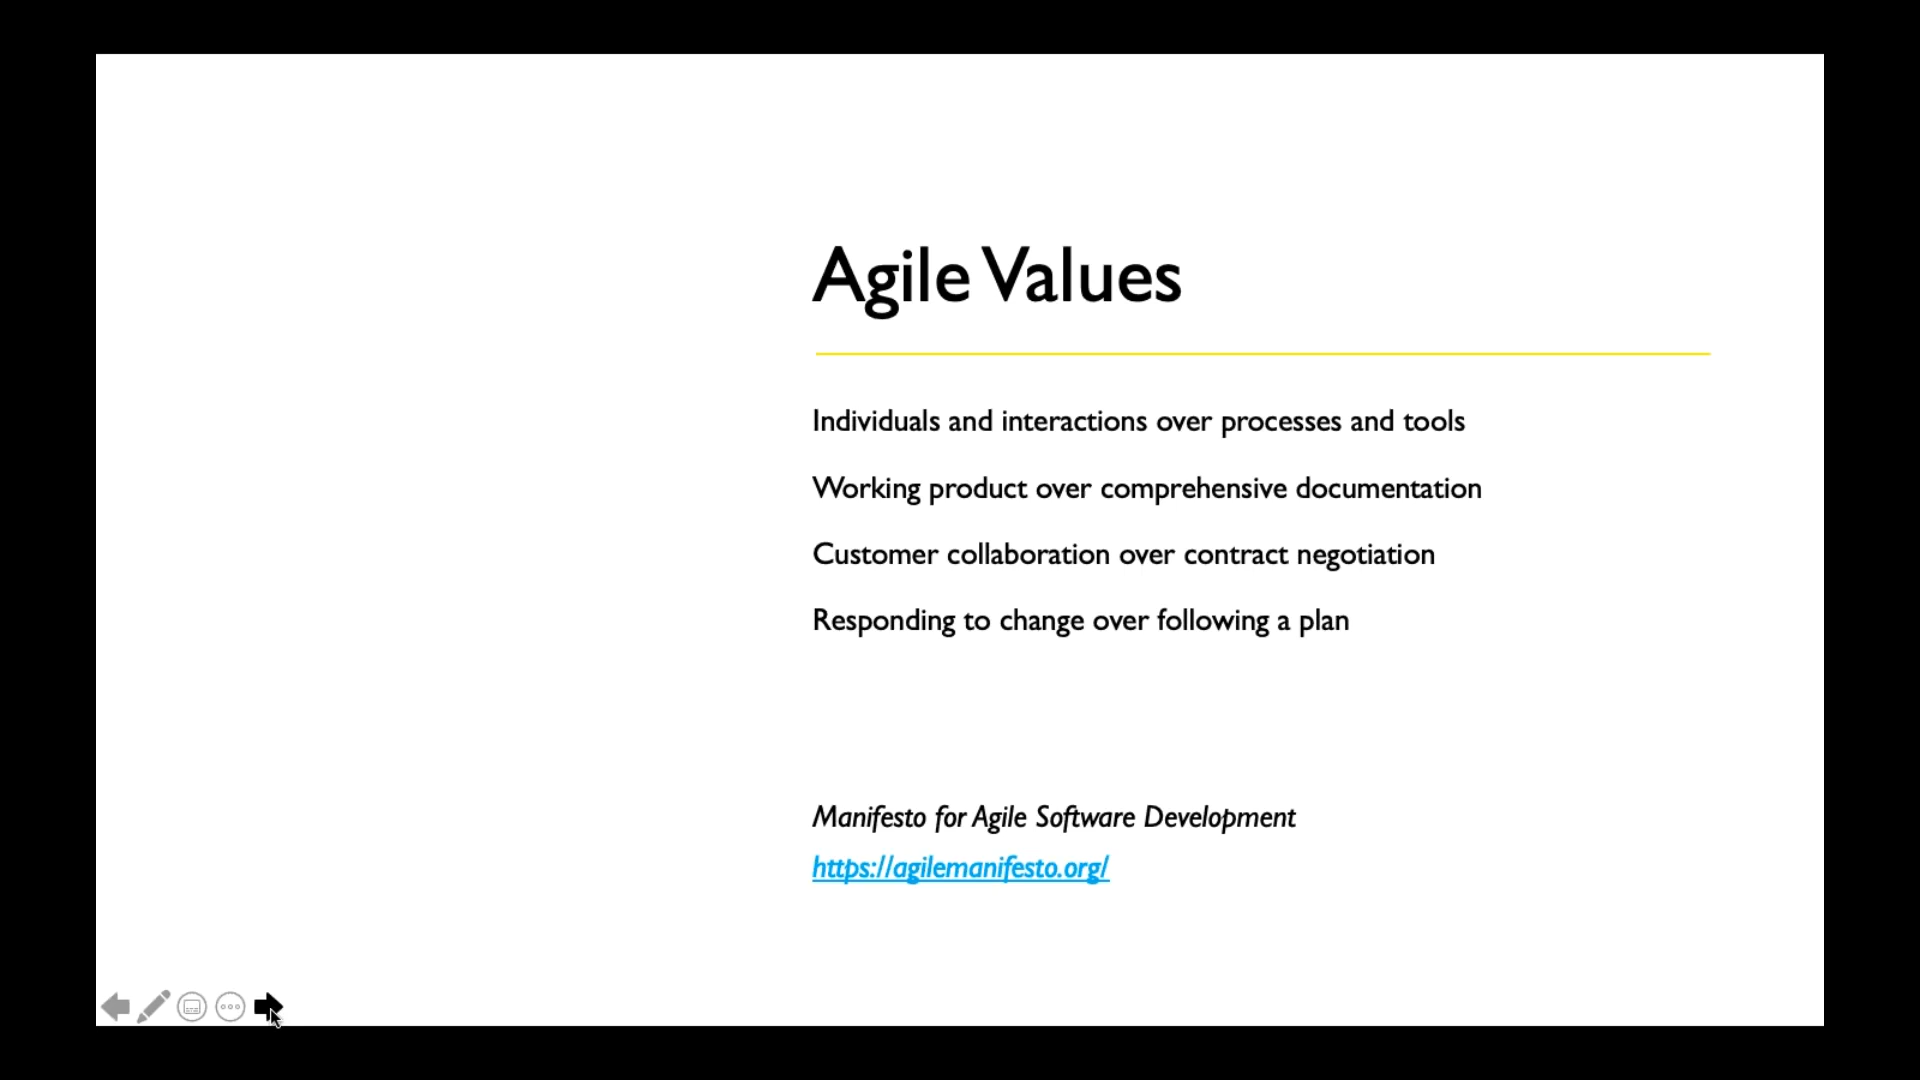 Agile Values
Individuals and interactions over processes and tools
Working product over comprehensive documentation
Customer collaboration over contract negotiation
Responding to change over following a plan
Manifesto for Agile Software Development
https://agilemanifesto.org/